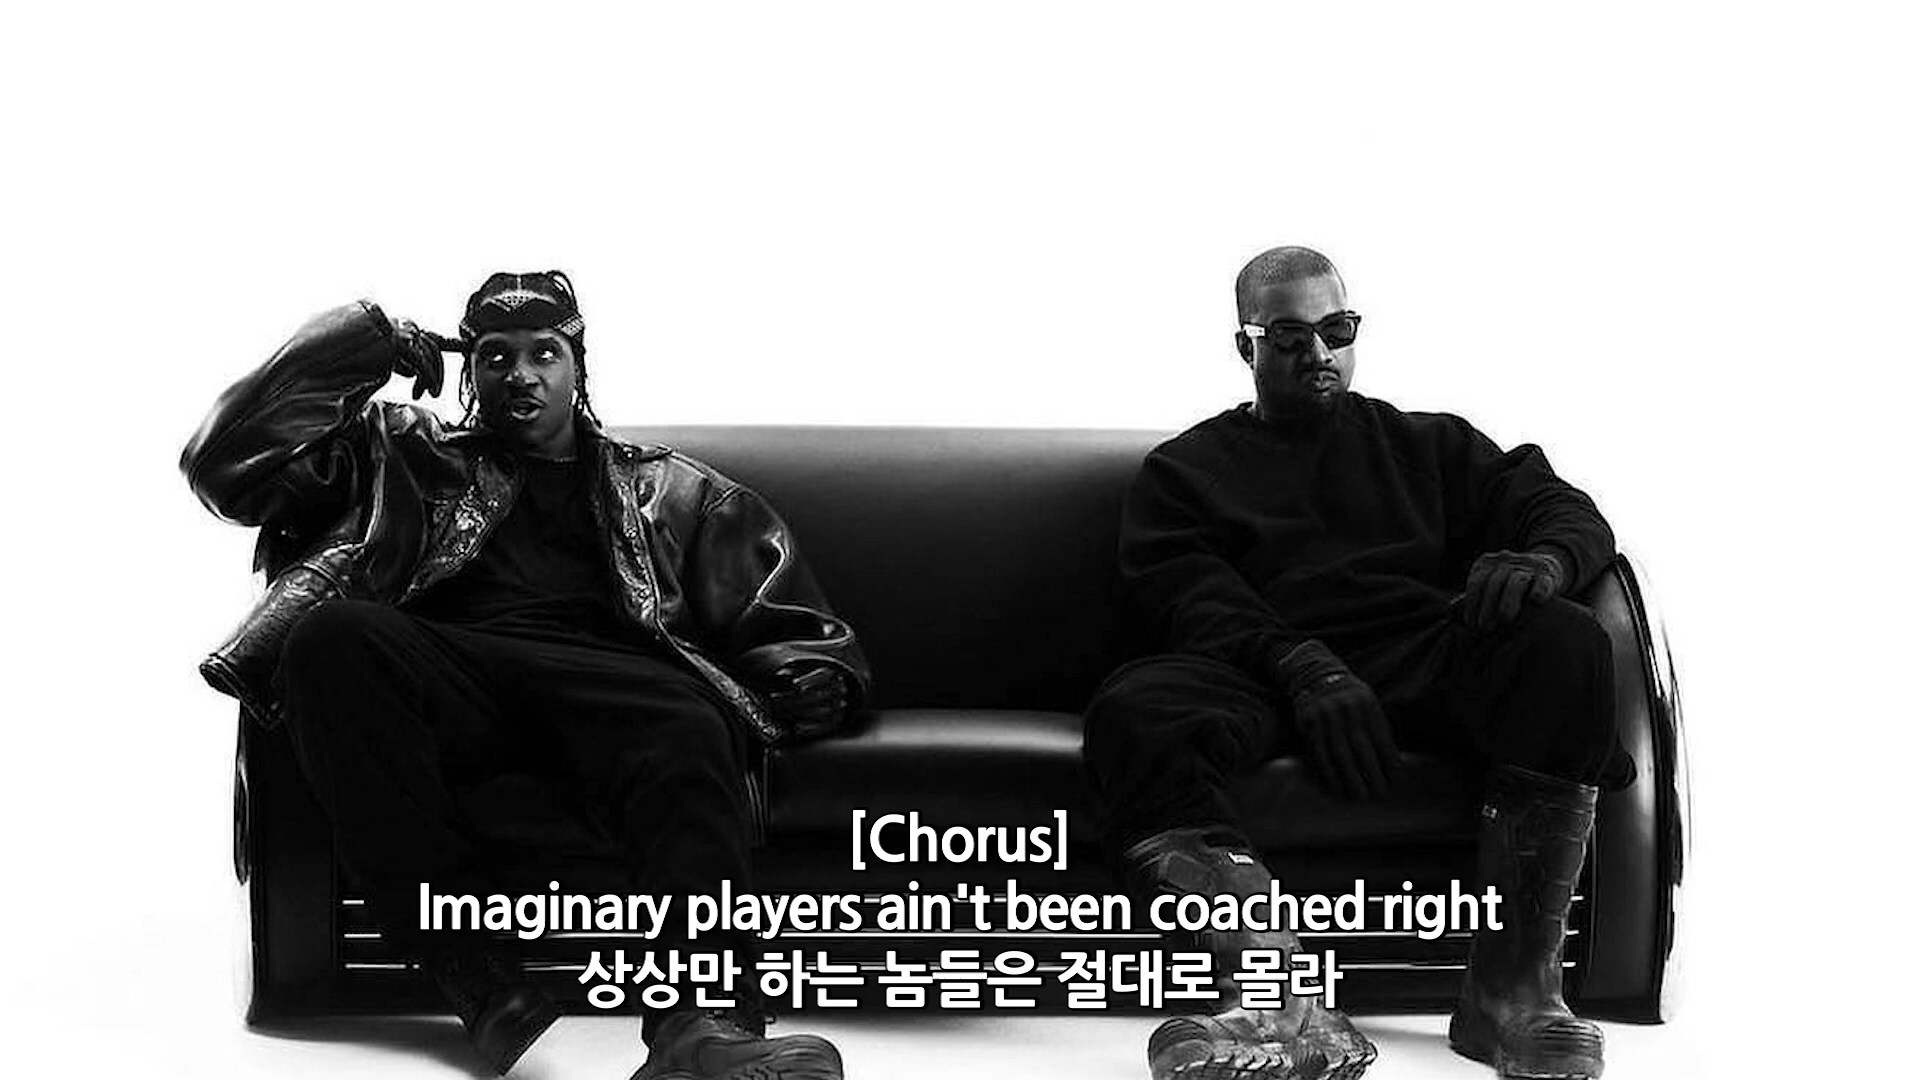 [Chorus]
Imaginary players ain't been coached right
상상만 하는 놈들은 절대로 몰라